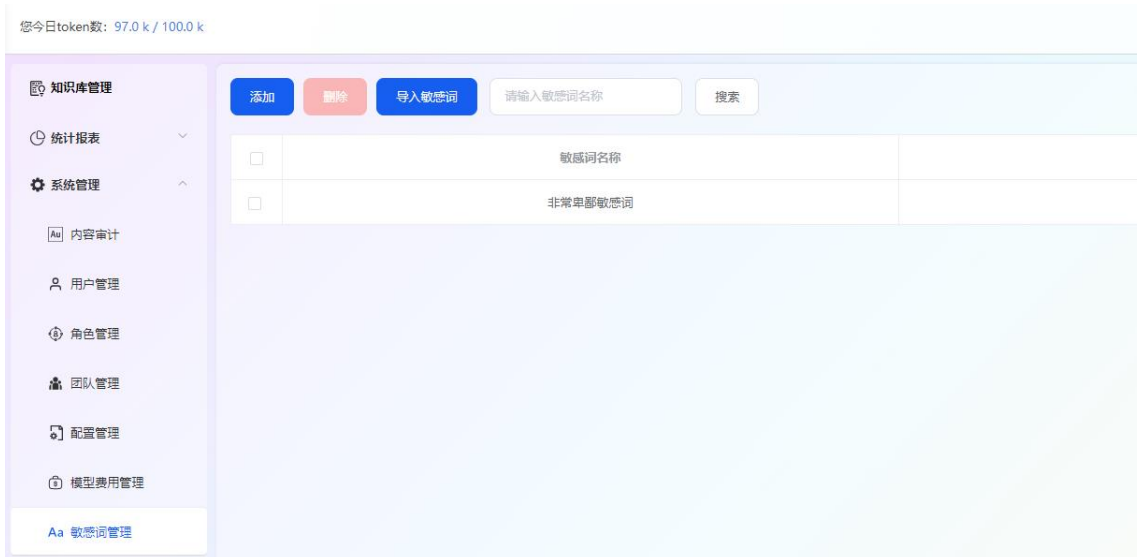 您今日token数：97.0 k / 100.0 k
知识库管理
统计报表
系统管理
Au 内容审计
用户管理
角色管理
团队管理
配置管理
模型费用管理
Aa 敏感词管理
添加 删除 导入敏感词 请输入敏感词名称 搜索
敏感词名称
非常卑鄙敏感词